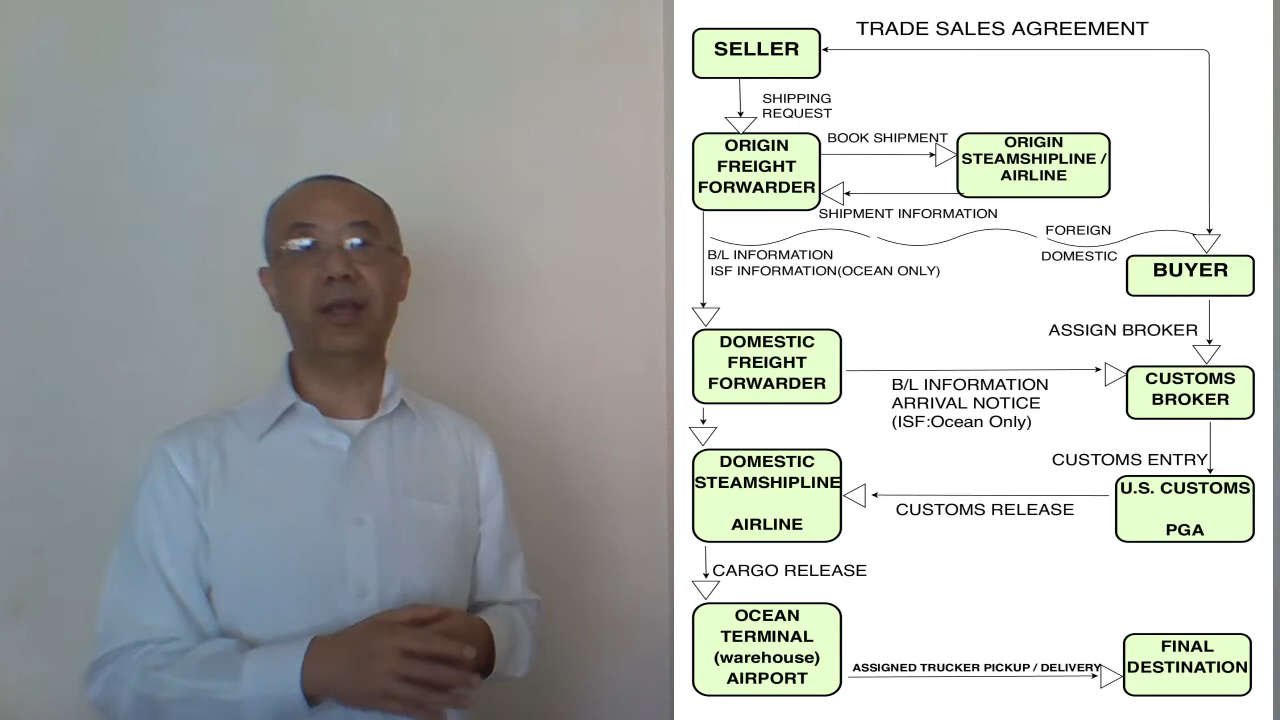 TRADE SALES AGREEMENT
SELLER
SHIPPING
REQUEST
ORIGIN
FREIGHT
FORWARDER
BOOK SHIPMENT
ORIGIN
STEAMSHIPLINE /
AIRLINE
SHIPMENT INFORMATION
FOREIGN
DOMESTIC
B/L INFORMATION
ISF INFORMATION(OCEAN ONLY)
BUYER
ASSIGN BROKER
DOMESTIC
FREIGHT
FORWARDER
B/L INFORMATION
ARRIVAL NOTICE
(ISF:Ocean Only)
CUSTOMS
BROKER
CUSTOMS ENTRY
DOMESTIC
STEAMSHIPLINE
AIRLINE
CUSTOMS RELEASE
U.S. CUSTOMS
PGA
CARGO RELEASE
OCEAN
TERMINAL
(warehouse)
AIRPORT
ASSIGNED TRUCKER PICKUP / DELIVERY
FINAL
DESTINATION